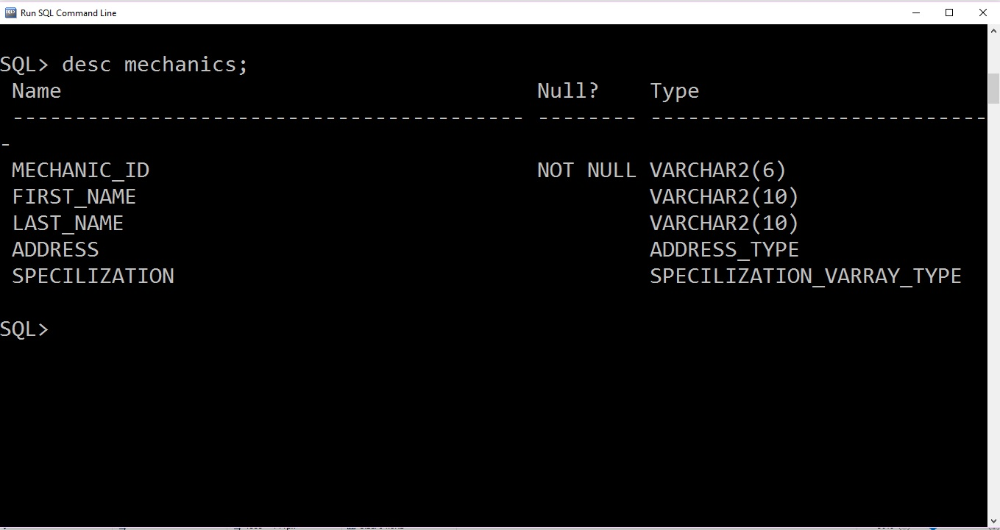 Run SQL Command Line
SQL> desc mechanics;
Name Null? Type
----------------------------------------- -------- ---------------------------
-
MECHANIC_ID NOT NULL VARCHAR2(6)
FIRST_NAME VARCHAR2(10)
LAST_NAME VARCHAR2(10)
ADDRESS ADDRESS_TYPE
SPECILIZATION SPECILIZATION_VARRAY_TYPE
SQL>